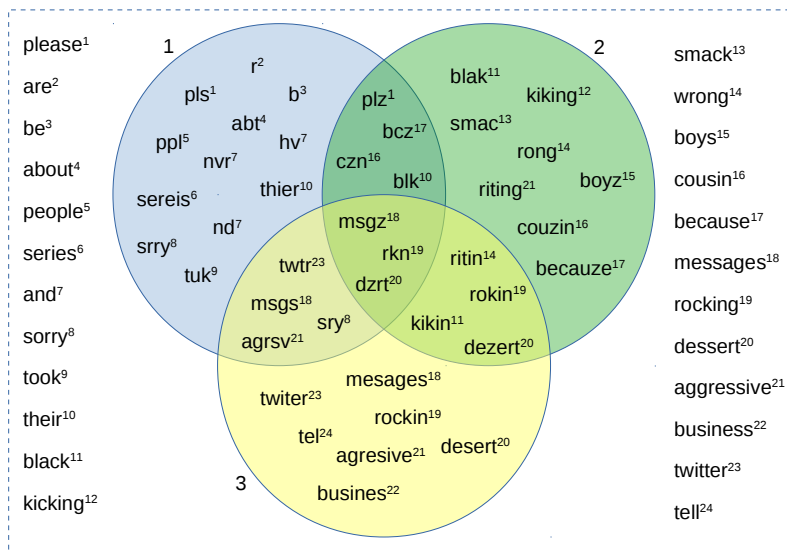 please¹
are²
be³
about⁴
people⁵
series⁶
and⁷
sorry⁸
took⁹
their¹⁰
black¹¹
kicking¹²
1
r²
pls¹
b³
abt⁴
ppl⁵
hv⁷
nvr⁷
thier¹⁰
sereis⁶
nd⁷
srry⁸
tuk⁹
plz¹
bcz¹⁷
czn¹⁶
blk¹⁰
2
blak¹¹
kiking¹²
smac¹³
rong¹⁴
boyz¹⁵
riting²¹
couzin¹⁶
becauze¹⁷
msgz¹⁸
rkn¹⁹
dzrt²⁰
twtr²³
msgs¹⁸
sry⁸
agrsv²¹
ritin¹⁴
rokin¹⁹
kikin¹¹
dezert²⁰
3
mesages¹⁸
twiter²³
rockin¹⁹
tel²⁴
desert²⁰
agresive²¹
busines²²
smack¹³
wrong¹⁴
boys¹⁵
cousin¹⁶
because¹⁷
messages¹⁸
rocking¹⁹
dessert²⁰
aggressive²¹
business²²
twitter²³
tell²⁴